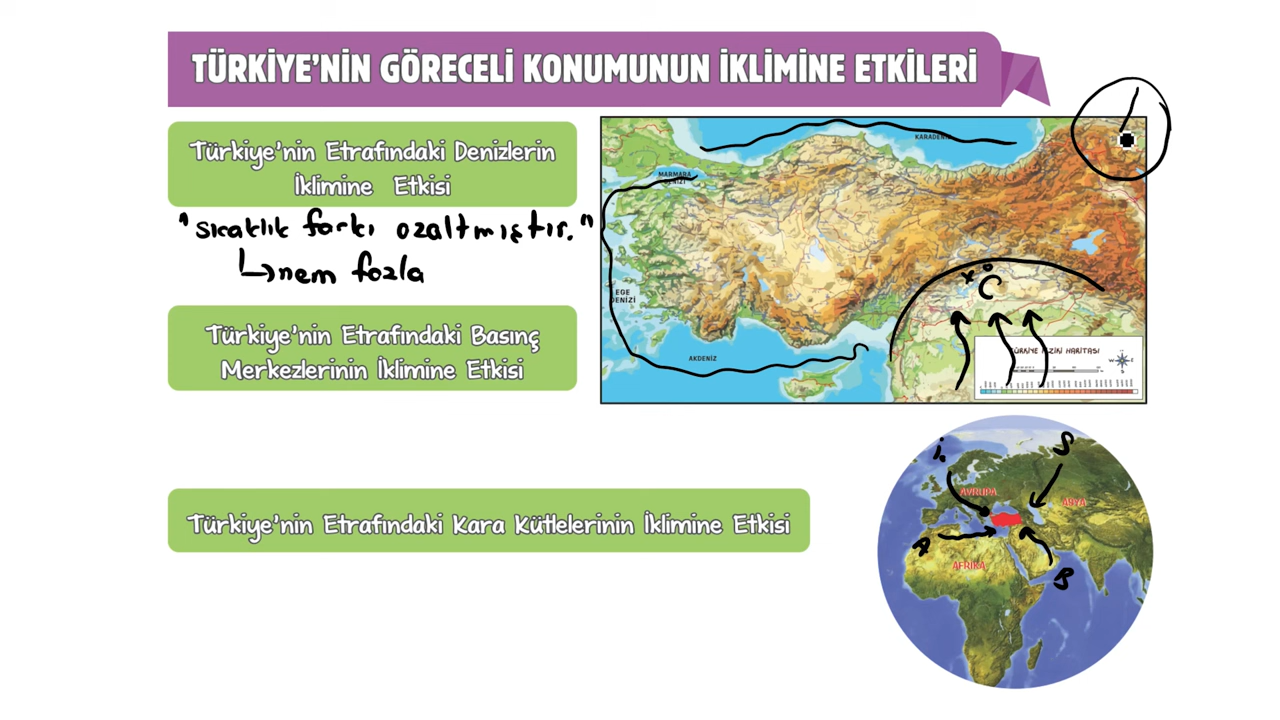 TÜRKİYE'NİN GÖRECELİ KONUMUNUN İKLİMİNE ETKİLERİ
Türkiye'nin Etrafındaki Denizlerin
İklimine Etkisi
"sıcaklık farkı azaltmıştır."
nem fazla
Türkiye'nin Etrafındaki Basınç
Merkezlerinin İklimine Etkisi
Türkiye'nin Etrafındaki Kara Kütlelerinin İklimine Etkisi
KARADENİZ
MARMARA
DENİZİ
EGE
DENİZİ
AKDENİZ
x°C
TÜRKİYE FİZİKİ HARİTASI
W
S
İ.
S
AVRUPA
ASYA
A
AFRİKA
B